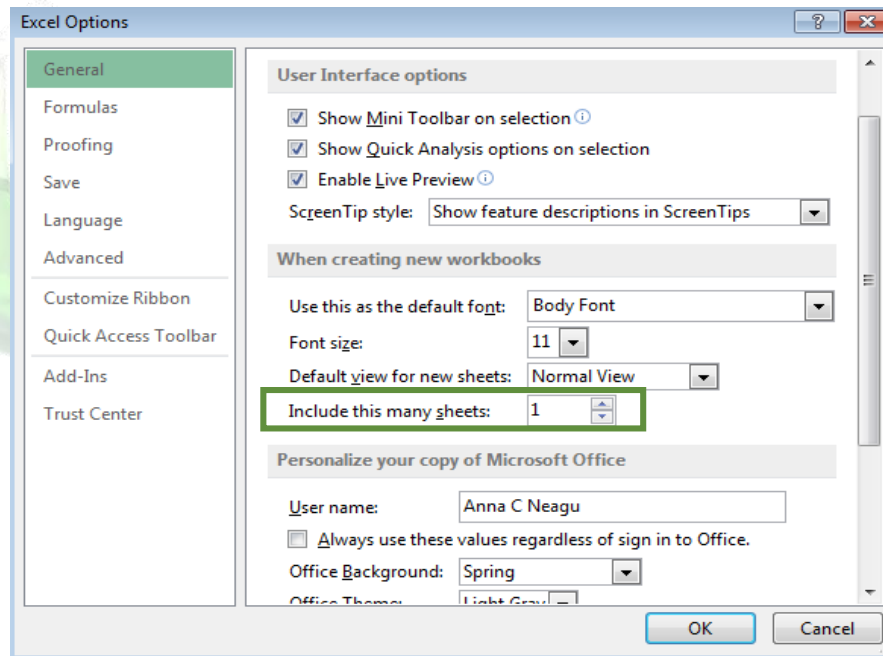 Excel Options
General
Formulas
Proofing
Save
Language
Advanced
Customize Ribbon
Quick Access Toolbar
Add-Ins
Trust Center
User Interface options
Show Mini Toolbar on selection
Show Quick Analysis options on selection
Enable Live Preview
ScreenTip style: Show feature descriptions in ScreenTips
When creating new workbooks
Use this as the default font: Body Font
Font size: 11
Default view for new sheets: Normal View
Include this many sheets: 1
Personalize your copy of Microsoft Office
User name: Anna C Neagu
Always use these values regardless of sign in to Office.
Office Background: Spring
Office Theme: Light Gray
OK Cancel